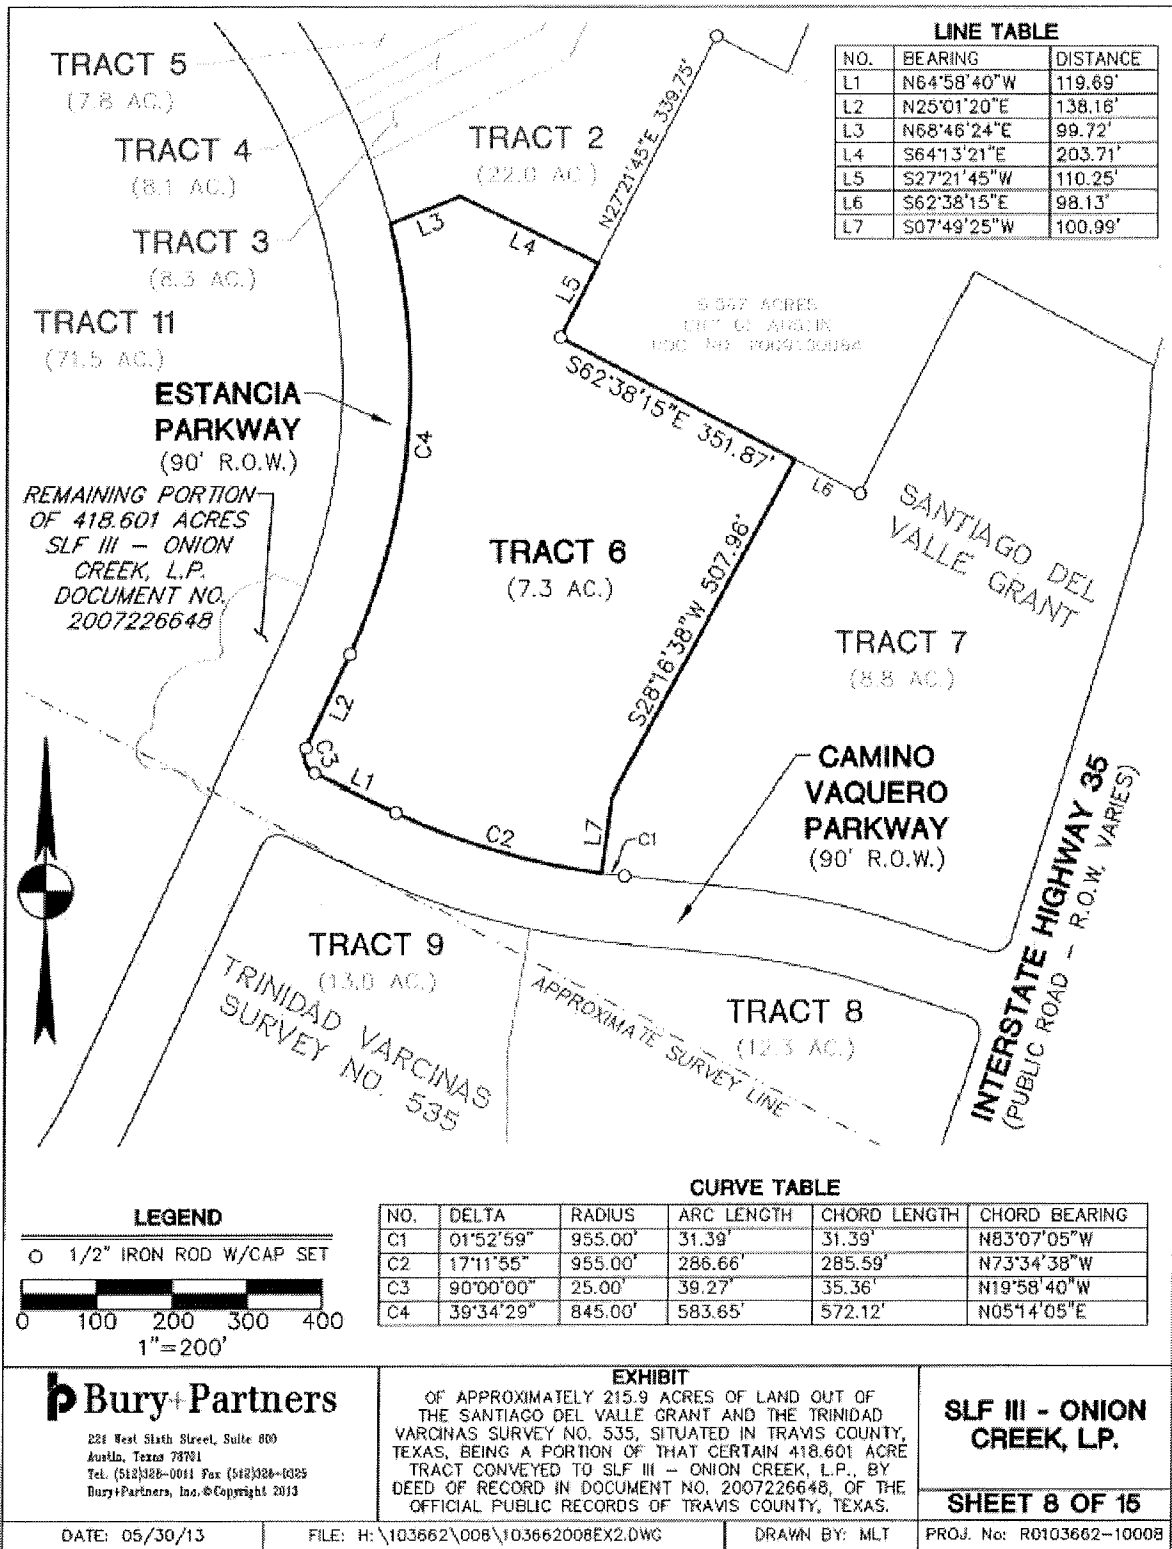 TRACT 5
(7.8 AC.)
TRACT 4
(8.1 AC.)
TRACT 3
(8.3 AC.)
TRACT 11
(71.5 AC.)
TRACT 2
(22.0 AC.)
N27°21'45"E 339.75'
LINE TABLE
NO. BEARING DISTANCE
L1 N64°58'40"W 119.69'
L2 N25°01'20"E 138.16'
L3 N68°46'24"E 99.72'
L4 S64°13'21"E 203.71'
L5 S27°21'45"W 110.25'
L6 S62°38'15"E 98.13'
L7 S07°49'25"W 100.99'
L3
L4
L5
ACRES
CITY OF AUSTIN
DOC. NO.
ESTANCIA
PARKWAY
(90' R.O.W.)
C4
S62°38'15"E 351.87'
L6
REMAINING PORTION
OF 418.601 ACRES
SLF III – ONION
CREEK, L.P.
DOCUMENT NO.
2007226648
TRACT 6
(7.3 AC.)
S28°16'38"W 507.96'
SANTIAGO DEL
VALLE GRANT
TRACT 7
(8.8 AC.)
L2
C3
L1
C2
L7
C1
CAMINO
VAQUERO
PARKWAY
(90' R.O.W.)
INTERSTATE HIGHWAY 35
(PUBLIC ROAD – R.O.W. VARIES)
TRACT 9
(13.0 AC.)
TRINIDAD VARCINAS
SURVEY NO. 535
APPROXIMATE SURVEY LINE
TRACT 8
(12.3 AC.)
LEGEND
O 1/2" IRON ROD W/CAP SET
0 100 200 300 400
1"=200'
CURVE TABLE
NO. DELTA RADIUS ARC LENGTH CHORD LENGTH CHORD BEARING
C1 01°52'59" 955.00' 31.39' 31.39' N83°07'05"W
C2 17°11'55" 955.00' 286.66' 285.59' N73°34'38"W
C3 90°00'00" 25.00' 39.27' 35.36' N19°58'40"W
C4 39°34'29" 845.00' 583.65' 572.12' N05°14'05"E
Bury+Partners
221 West Sixth Street, Suite 600
Austin, Texas 78701
Tel. (512)328-0011 Fax (512)328-0325
Bury+Partners, Inc. ©Copyright 2013
EXHIBIT
OF APPROXIMATELY 215.9 ACRES OF LAND OUT OF
THE SANTIAGO DEL VALLE GRANT AND THE TRINIDAD
VARCINAS SURVEY NO. 535, SITUATED IN TRAVIS COUNTY,
TEXAS, BEING A PORTION OF THAT CERTAIN 418.601 ACRE
TRACT CONVEYED TO SLF III – ONION CREEK, L.P., BY
DEED OF RECORD IN DOCUMENT NO. 2007226648, OF THE
OFFICIAL PUBLIC RECORDS OF TRAVIS COUNTY, TEXAS.
SLF III - ONION
CREEK, LP.
SHEET 8 OF 15
DATE: 05/30/13
FILE: H:\103662\008\103662008EX2.DWG
DRAWN BY: MLT
PROJ. No: R0103662-10008